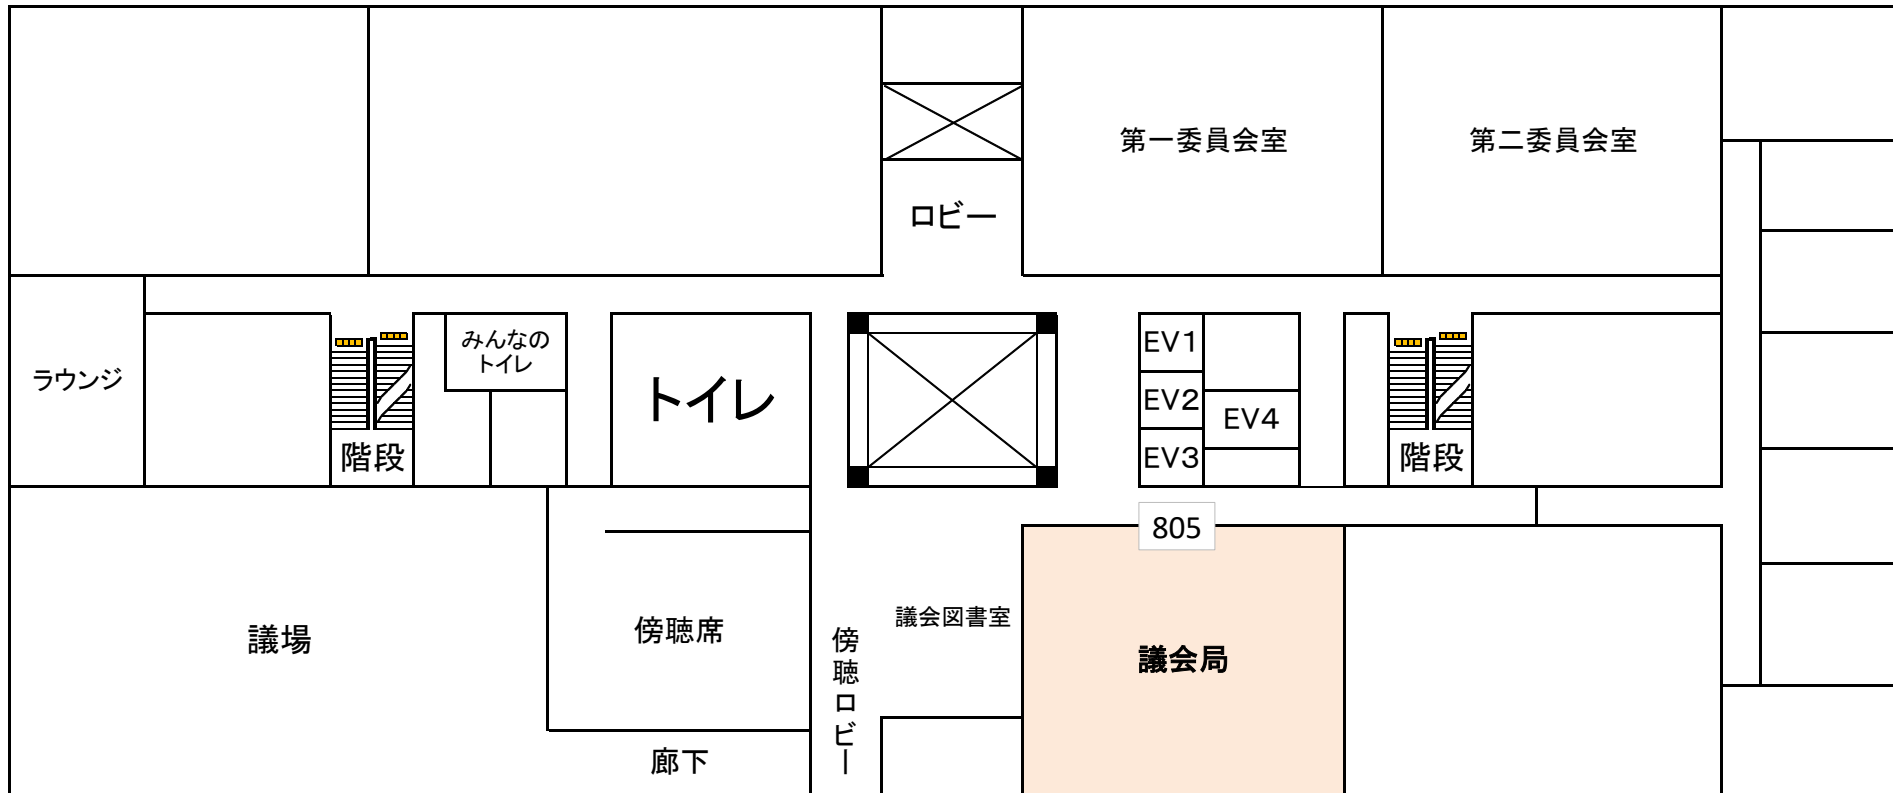 第一委員会室
第二委員会室
ロビー
みんなの
トイレ
ラウンジ
トイレ
EV1
EV2
EV4
EV3
階段
階段
805
議会図書室
傍聴席
傍聴ロビー
議場
議会局
廊下